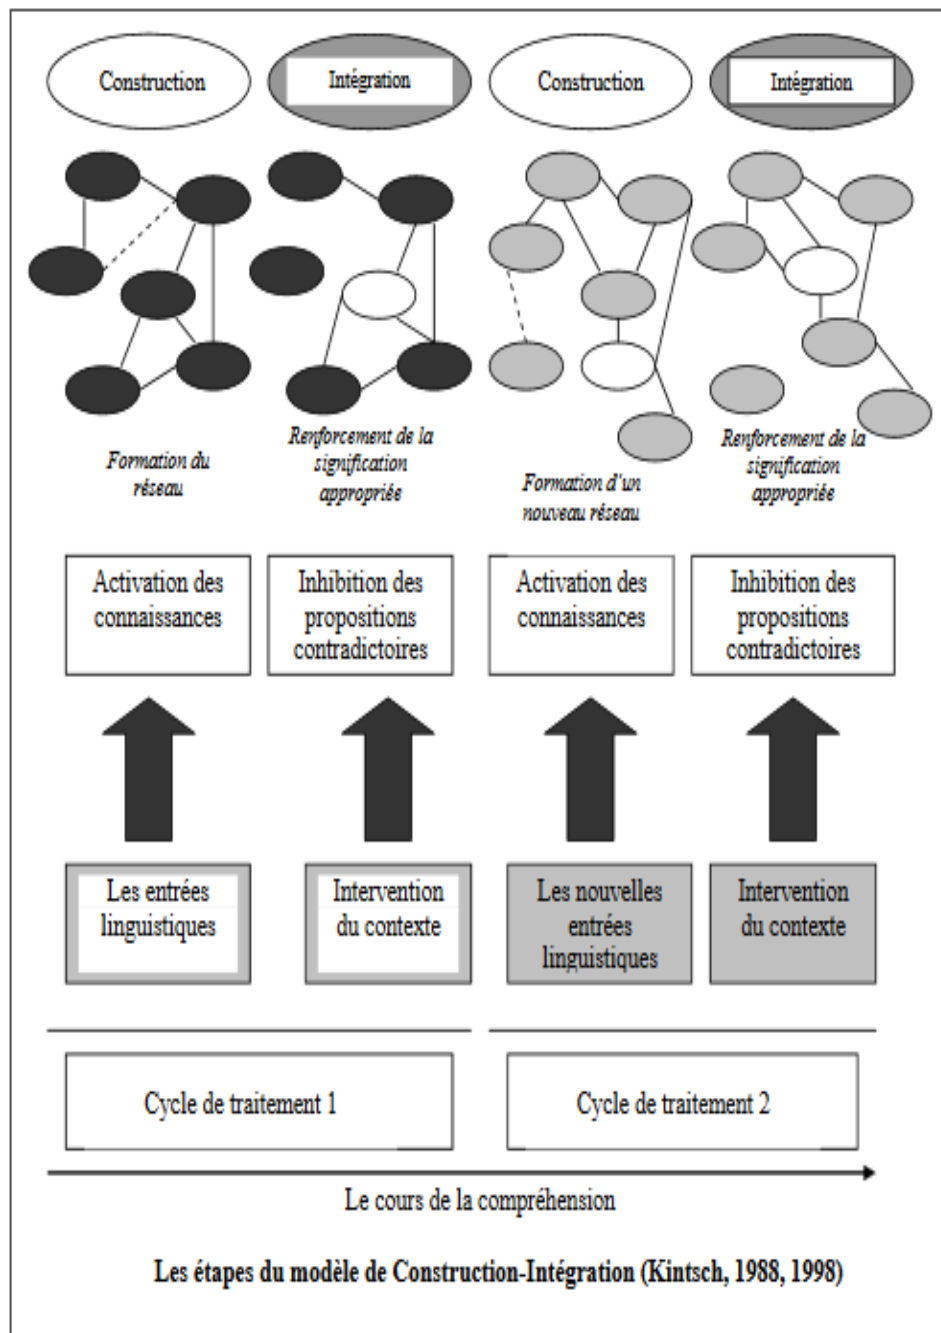 Construction
Intégration
Construction
Intégration
Formation du
réseau
Renforcement de la
signification
appropriée
Formation d'un
nouveau réseau
Renforcement de la
signification
appropriée
Activation des
connaissances
Inhibition des
propositions
contradictoires
Activation des
connaissances
Inhibition des
propositions
contradictoires
Les entrées
linguistiques
Intervention
du contexte
Les nouvelles
entrées
linguistiques
Intervention
du contexte
Cycle de traitement 1
Cycle de traitement 2
Le cours de la compréhension
Les étapes du modèle de Construction-Intégration (Kintsch, 1988, 1998)